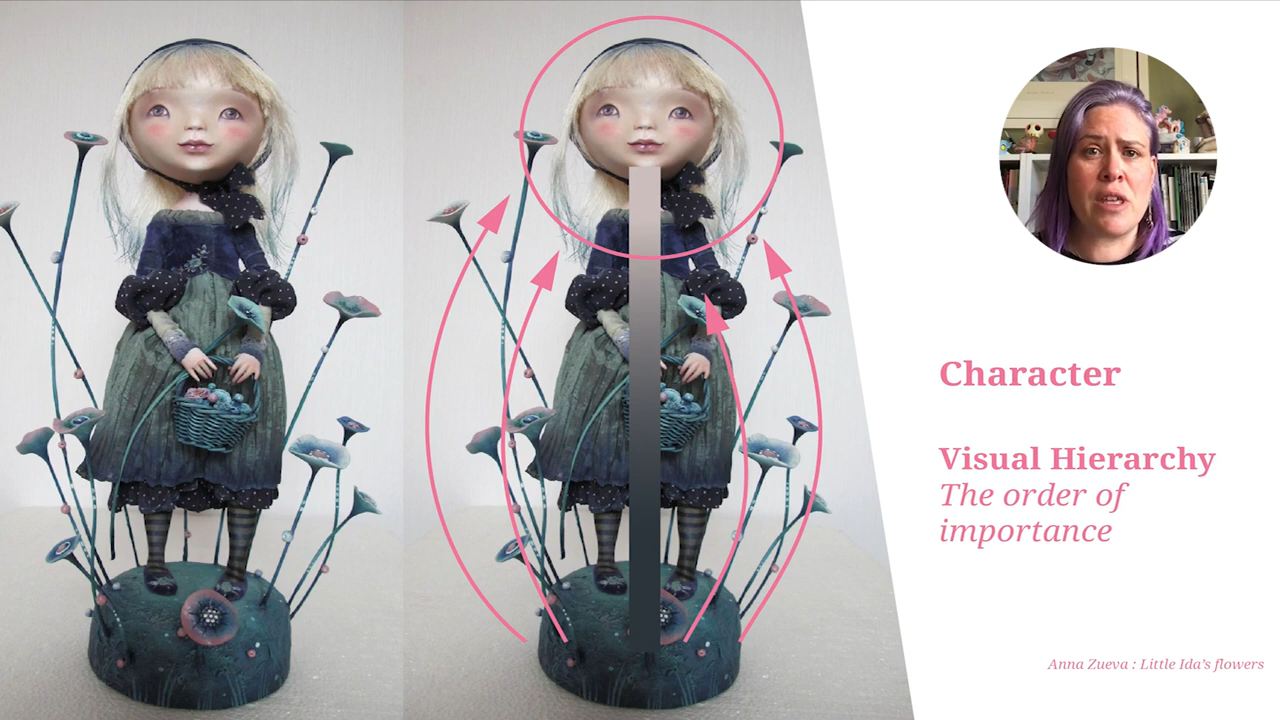 Character
Visual Hierarchy
The order of
importance
Anna Zueva : Little Ida's flowers